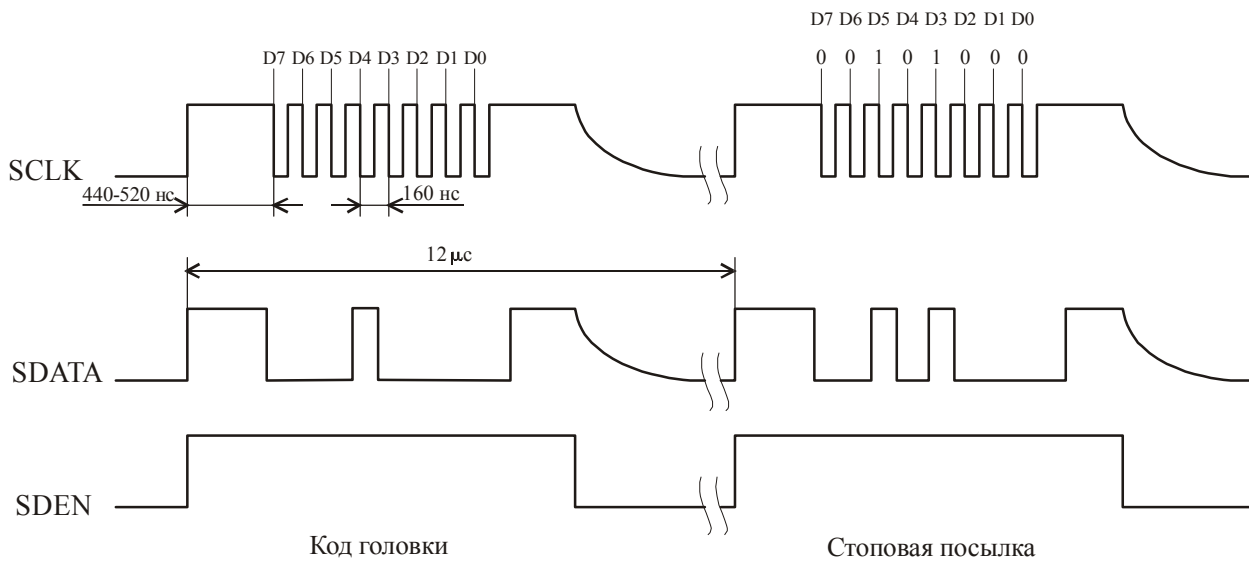 D7 D6 D5 D4 D3 D2 D1 D0
0 0 1 0 1 0 0 0
D7 D6 D5 D4 D3 D2 D1 D0
SCLK
440-520 нс
160 нс
12 μс
SDATA
SDEN
Код головки
Стоповая посылка